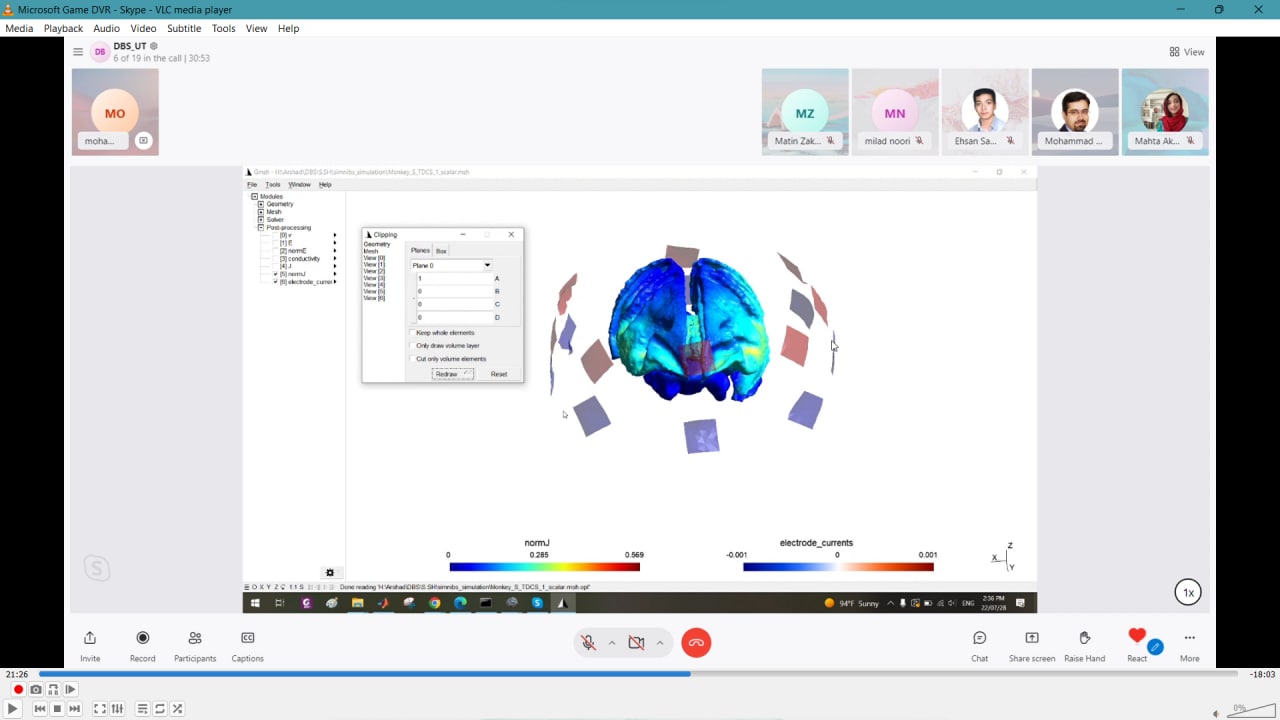 Microsoft Game DVR - Skype - VLC media player
Media Playback Audio Video Subtitle Tools View Help
DB DBS_UT
6 of 19 in the call | 30:53
View
MO
moha...
MZ
Matin Zak...
MN
milad noori
Ehsan Sa...
Mohammad ...
Mahta Ak...
Gmsh - H:\Arshad\DBS\S.SH\simnibs_simulation\Monkey_S_TDCS_1_scalar.msh
File Tools Window Help
Modules
Geometry
Mesh
Solver
Post-processing
[0] v
[1] E
[2] normE
[3] conductivity
[4] J
[5] normJ
[6] electrode_currer
Clipping
Geometry
Mesh
View [0]
View [1]
View [2]
View [3]
View [4]
View [5]
View [6]
Planes Box
Plane 0
1 A
0 B
0 C
0 D
Keep whole elements
Only draw volume layer
Cut only volume elements
Redraw Reset
normJ
0 0.285 0.569
electrode_currents
-0.001 0 0.001
Z
X
Y
O X Y Z 1:1 S Done reading 'H:\Arshad\DBS\S.SH\simnibs_simulation\Monkey_S_TDCS_1_scalar.msh.opt'
94°F Sunny ENG 2:36 PM
22/07/28
1x
Invite Record Participants Captions
CC
Chat Share screen Raise Hand React More
21:26 -18:03
0%